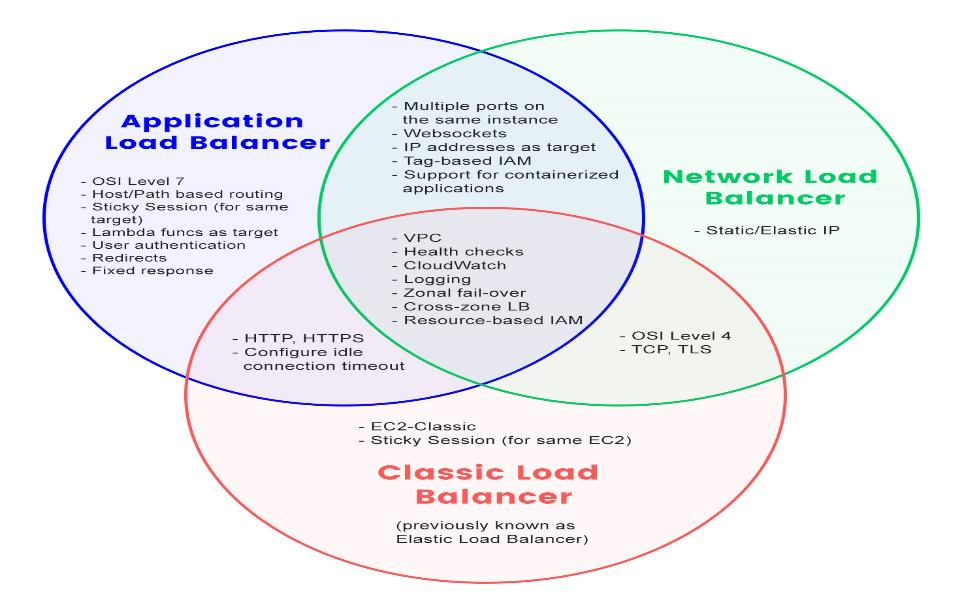 Application
Load Balancer
- OSI Level 7
- Host/Path based routing
- Sticky Session (for same
target)
- Lambda funcs as target
- User authentication
- Redirects
- Fixed response
- Multiple ports on
the same instance
- Websockets
- IP addresses as target
- Tag-based IAM
- Support for containerized
applications
Network Load
Balancer
- Static/Elastic IP
- VPC
- Health checks
- CloudWatch
- Logging
- Zonal fail-over
- Cross-zone LB
- Resource-based IAM
- HTTP, HTTPS
- Configure idle
connection timeout
- OSI Level 4
- TCP, TLS
- EC2-Classic
- Sticky Session (for same EC2)
Classic Load
Balancer
(previously known as
Elastic Load Balancer)